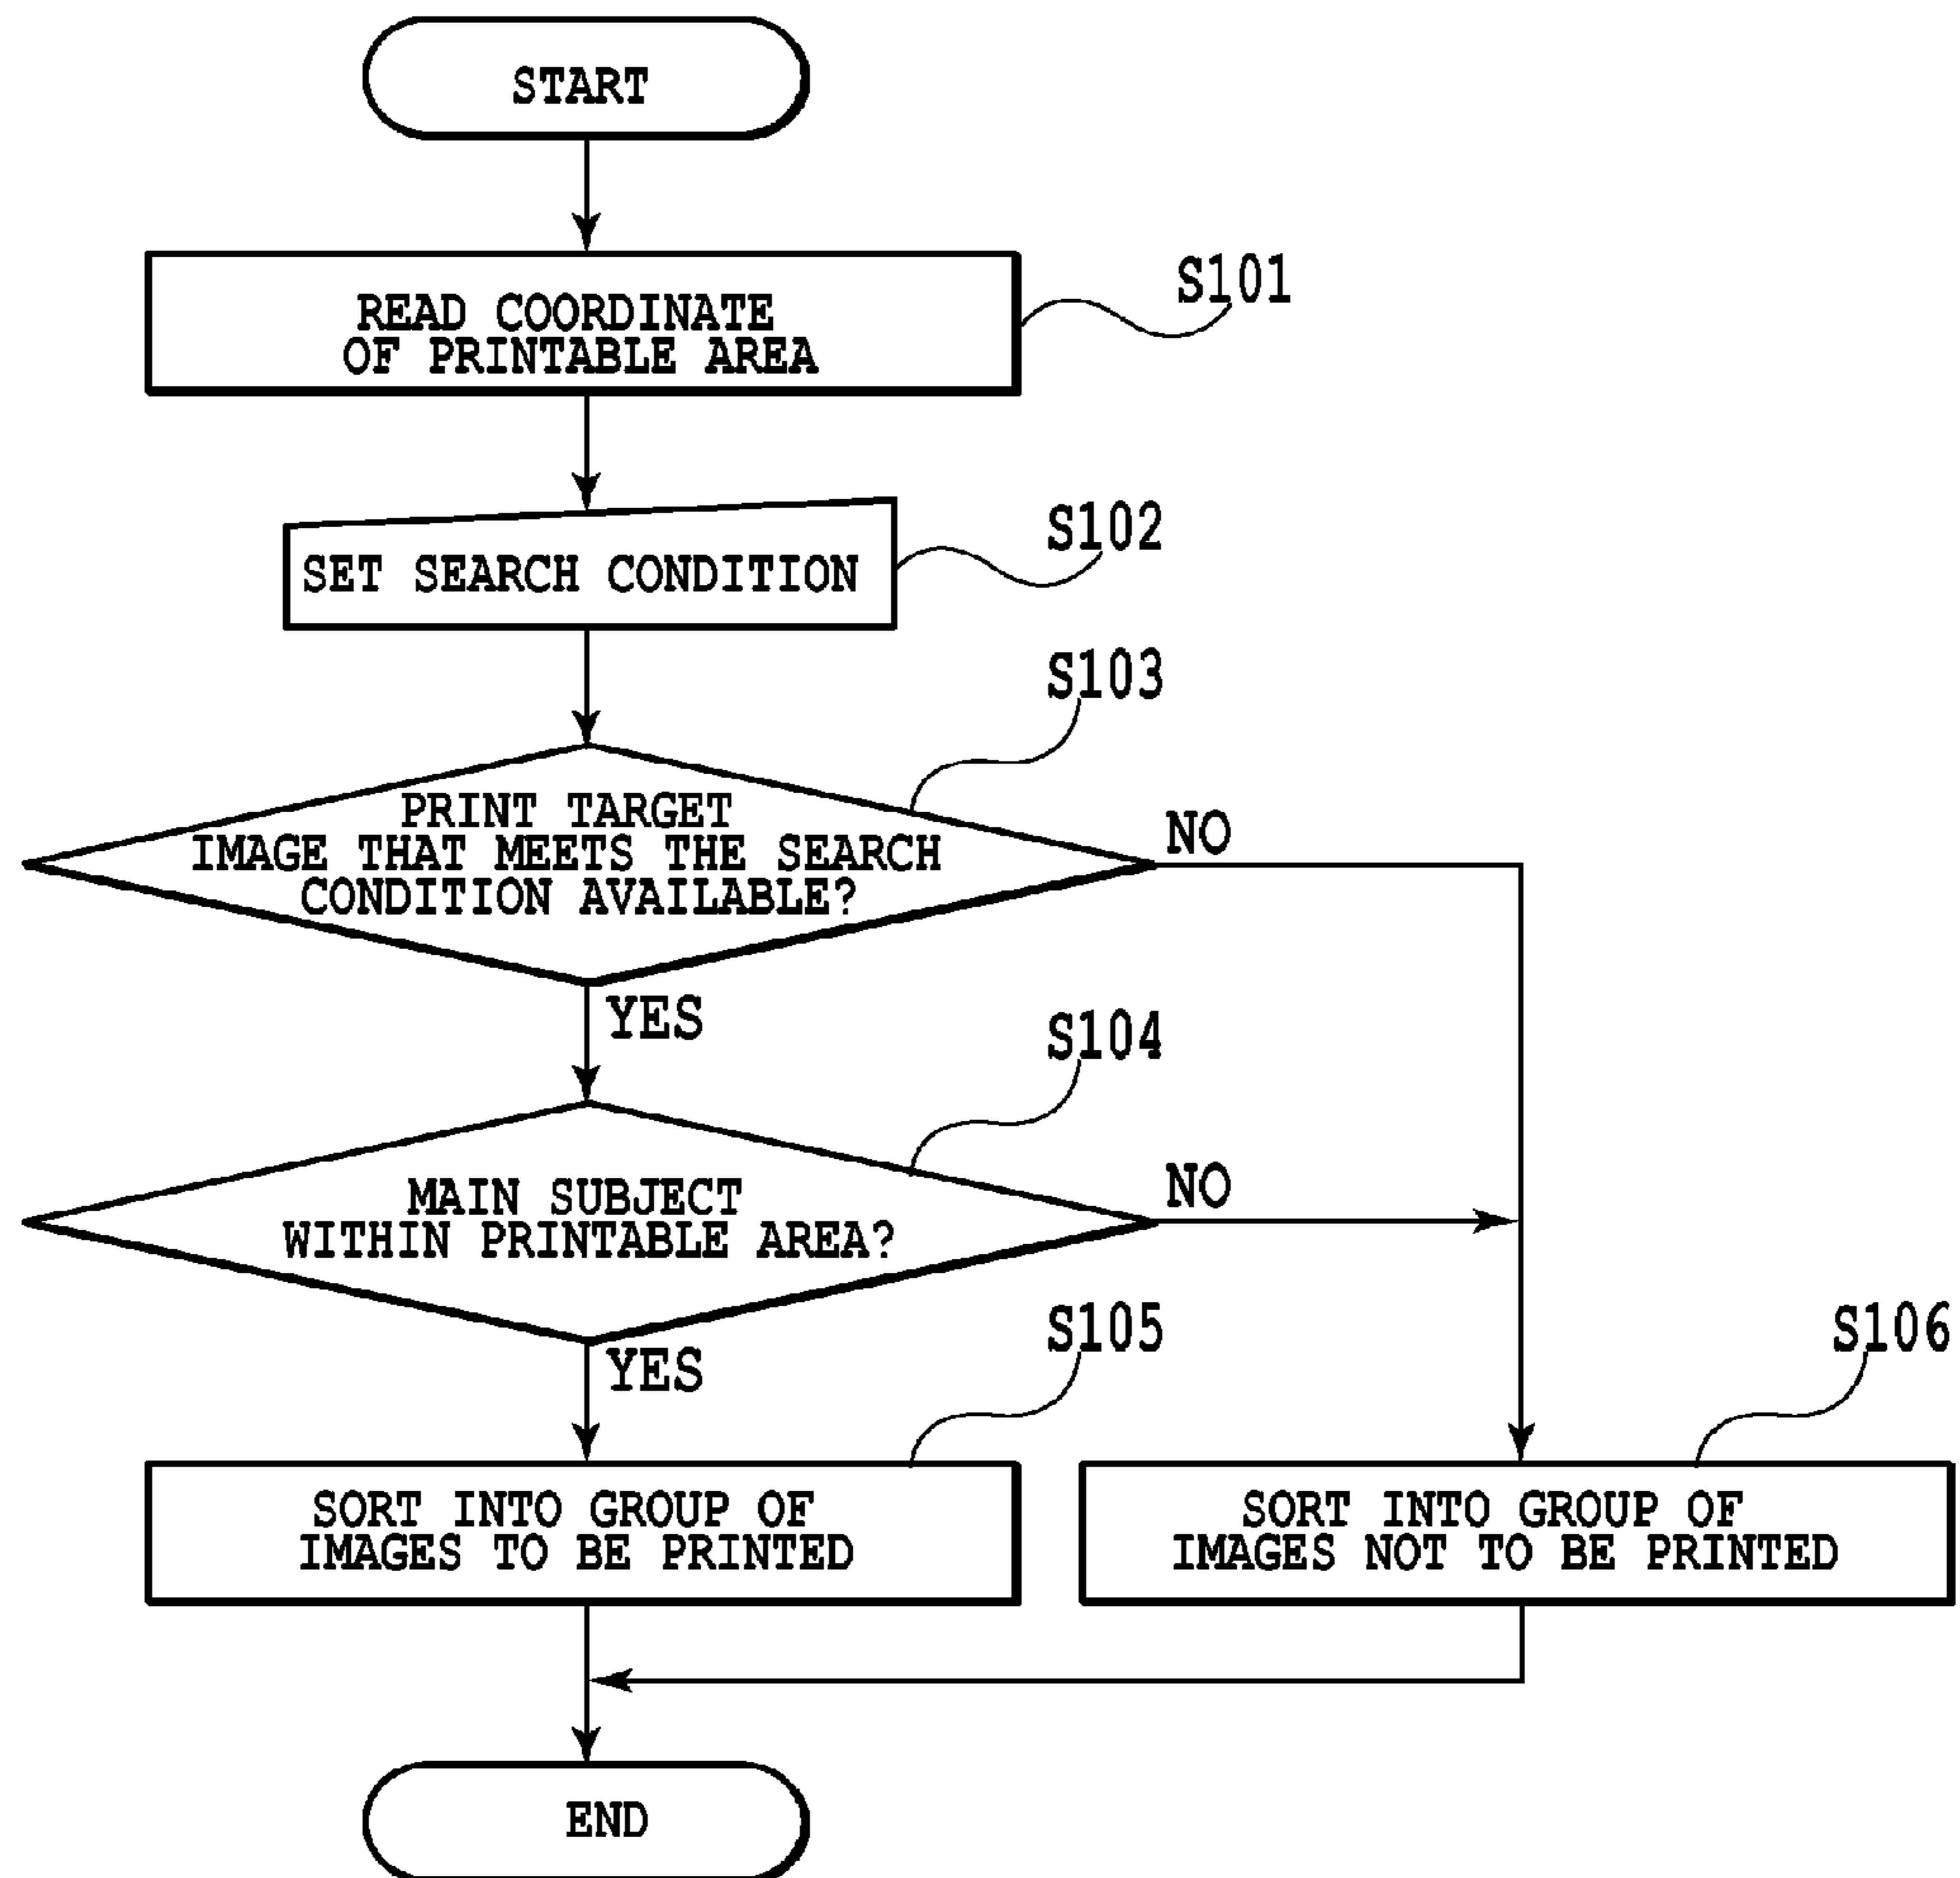 START
READ COORDINATE
OF PRINTABLE AREA
S101
SET SEARCH CONDITION
S102
S103
PRINT TARGET
IMAGE THAT MEETS THE SEARCH
CONDITION AVAILABLE?
NO
YES
S104
MAIN SUBJECT
WITHIN PRINTABLE AREA?
NO
YES
S105
S106
SORT INTO GROUP OF
IMAGES TO BE PRINTED
SORT INTO GROUP OF
IMAGES NOT TO BE PRINTED
END